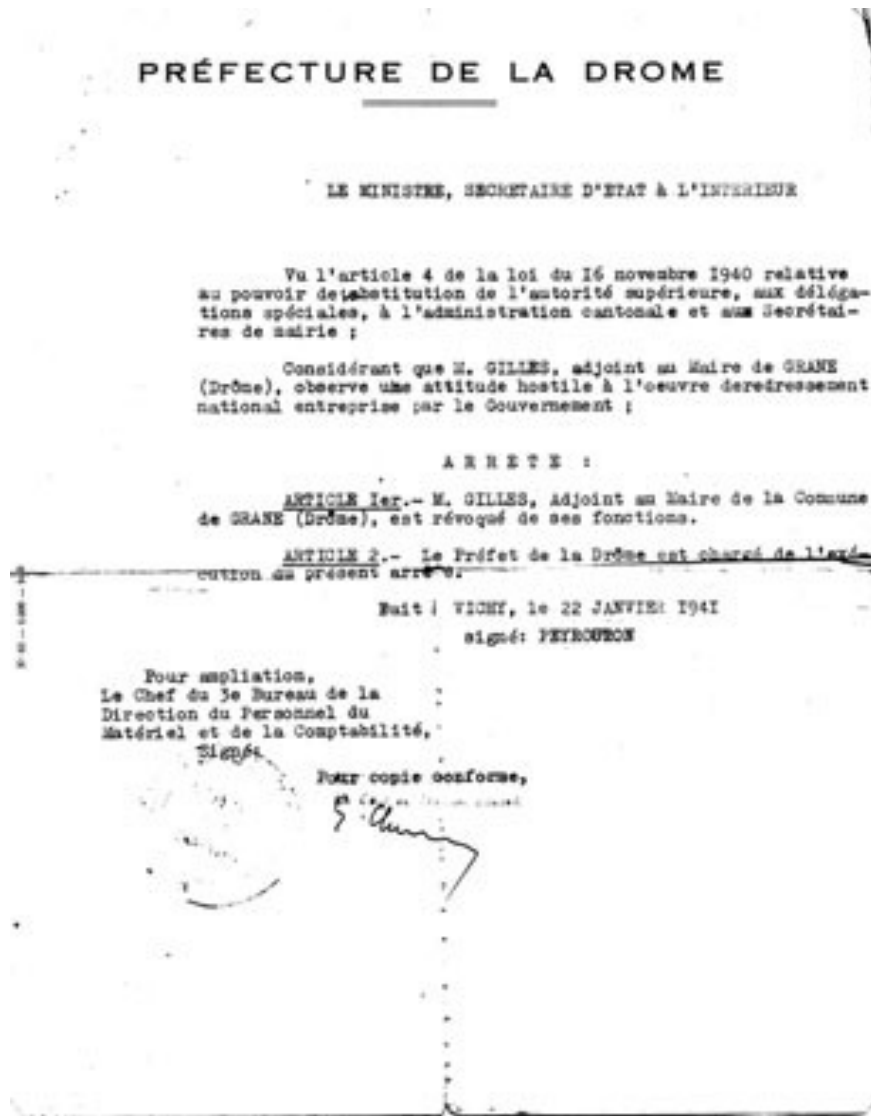 PRÉFECTURE DE LA DROME
LE MINISTRE, SECRETAIRE D'ETAT à L'INTERIEUR
Vu l'article 4 de la loi du I6 novembre I940 relative
au pouvoir de substitution de l'autorité supérieure, aux déléga-
tions spéciales, à l'administration cantonale et aux Secrétai-
res de mairie ;
Considérant que M. GILLES, adjoint au Maire de GRANE
(Drôme), observe une attitude hostile à l'oeuvre deredressement
national entreprise par le Gouvernement ;
A R R E T E :
ARTICLE Ier.- M. GILLES, Adjoint au Maire de la Commune
de GRANE (Drôme), est révoqué de ses fonctions.
ARTICLE 2.- Le Préfet de la Drôme est chargé de l'exé-
cution du présent arrêté.
Fait à VICHY, le 22 JANVIER I94I
signé: PEYROUTON
Pour ampliation,
Le Chef du 3e Bureau de la
Direction du Personnel du
Matériel et de la Comptabilité,
Signé:
Pour copie conforme,